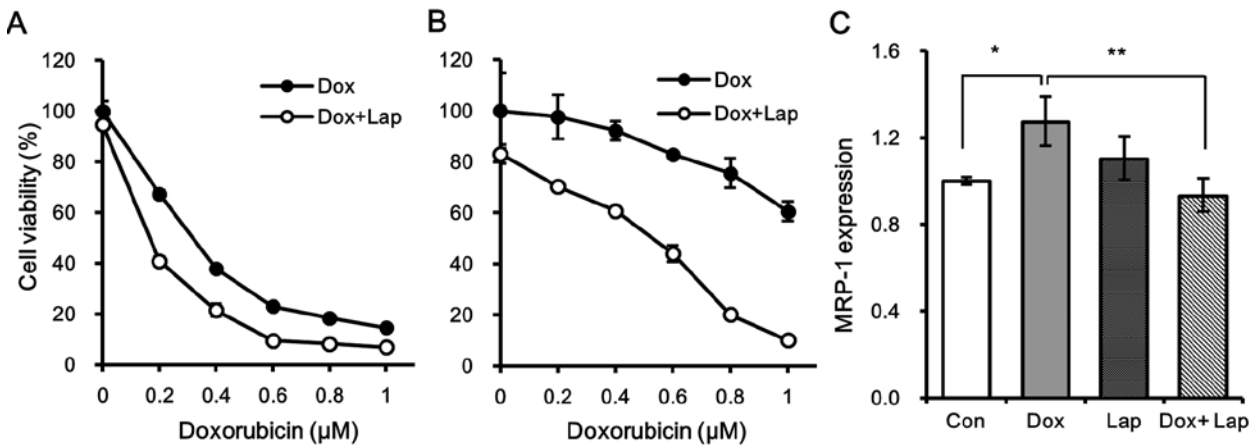 A
120
100
80
60
40
20
0
Cell viability (%)
0
0.2
0.4
0.6
0.8
1
Doxorubicin (µM)
Dox
Dox+Lap
B
120
100
80
60
40
20
0
0
0.2
0.4
0.6
0.8
1
Doxorubicin (µM)
Dox
Dox+Lap
C
1.6
1.2
0.8
0.4
0.0
MRP-1 expression
*
**
Con
Dox
Lap
Dox+ Lap